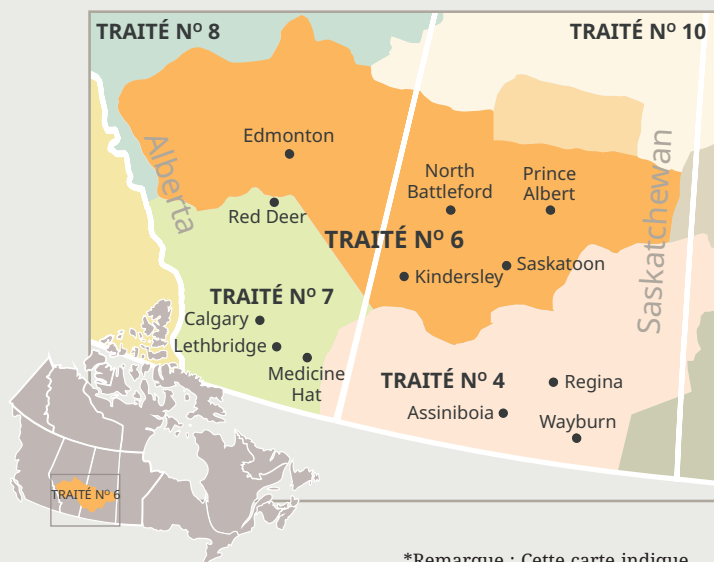 TRAITÉ Nº 8
TRAITÉ Nº 10
Alberta
Edmonton
North
Battleford
Prince
Albert
Saskatchewan
Red Deer
TRAITÉ Nº 6
Kindersley
Saskatoon
TRAITÉ Nº 7
Calgary
Lethbridge
Medicine
Hat
TRAITÉ Nº 4
Regina
Assiniboia
Wayburn
TRAITÉ Nº 6
*Remarque : Cette carte indique